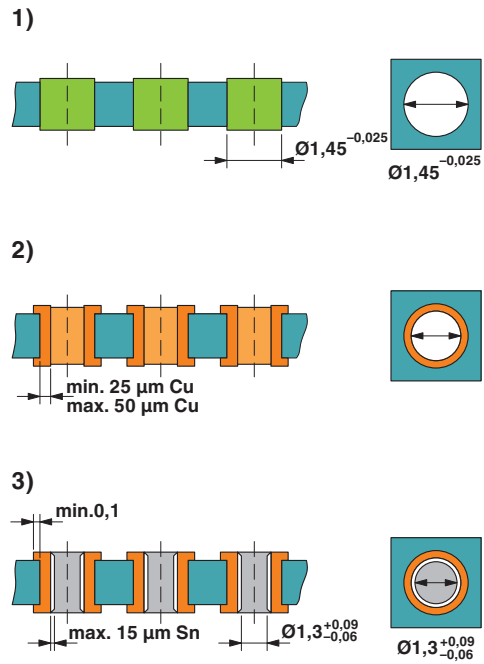 1)
Ø1,45 -0,025
Ø1,45 -0,025
2)
min. 25 µm Cu
max. 50 µm Cu
3)
min.0,1
max. 15 µm Sn
Ø1,3 +0,09 -0,06
Ø1,3 +0,09 -0,06